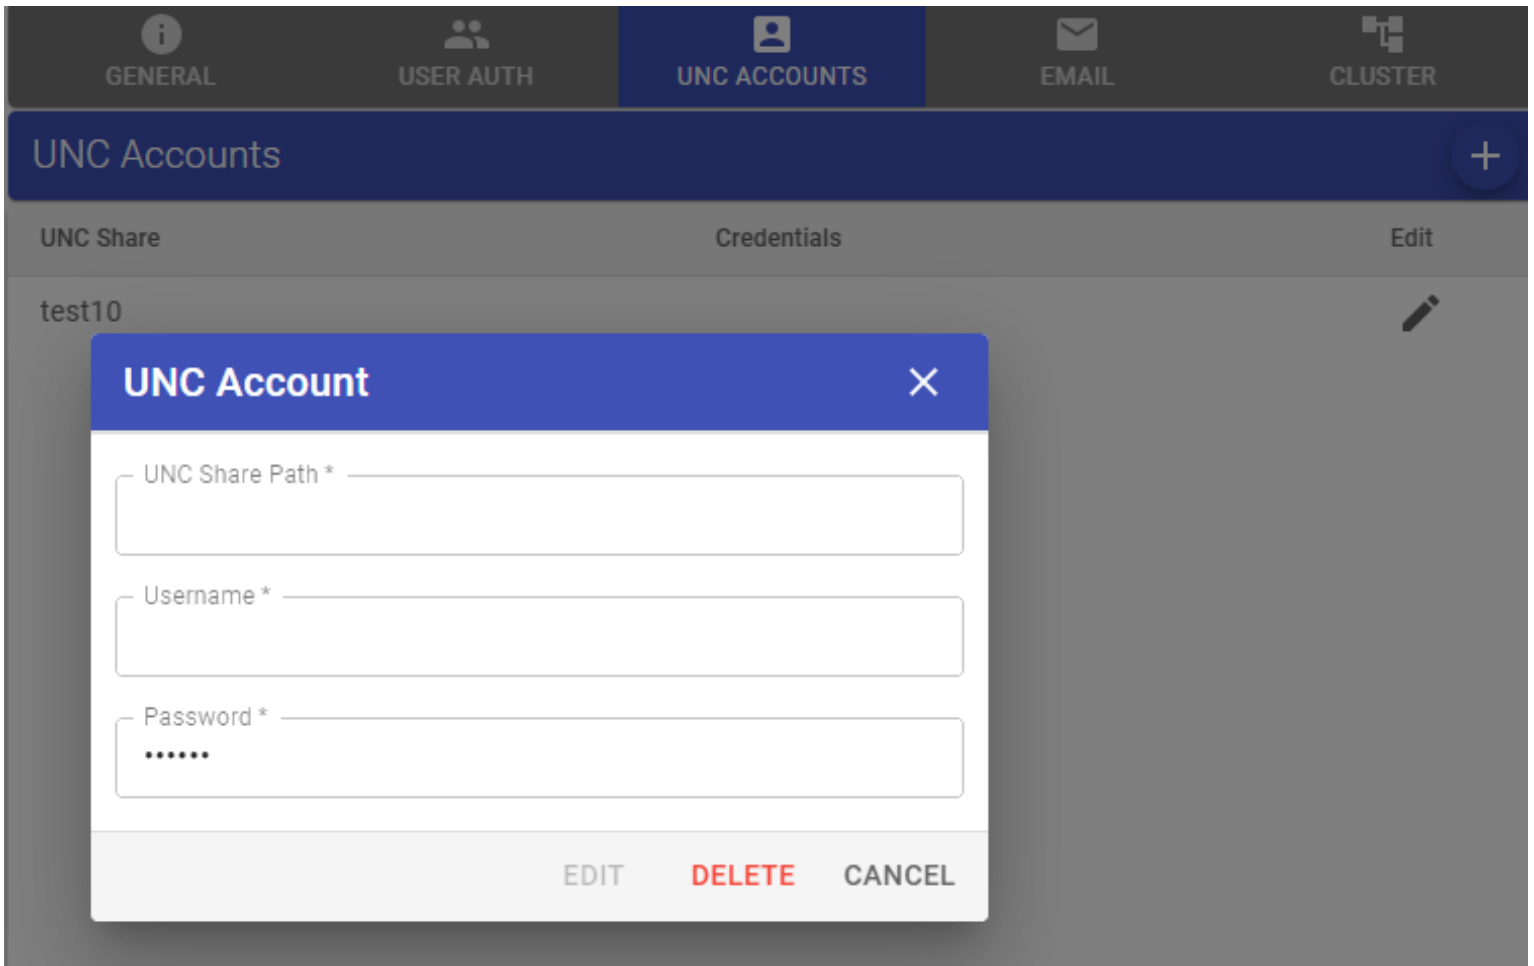 GENERAL USER AUTH UNC ACCOUNTS EMAIL CLUSTER
UNC Accounts
UNC Share Credentials Edit
test10
UNC Account
UNC Share Path *
Username *
Password *
••••••
EDIT DELETE CANCEL